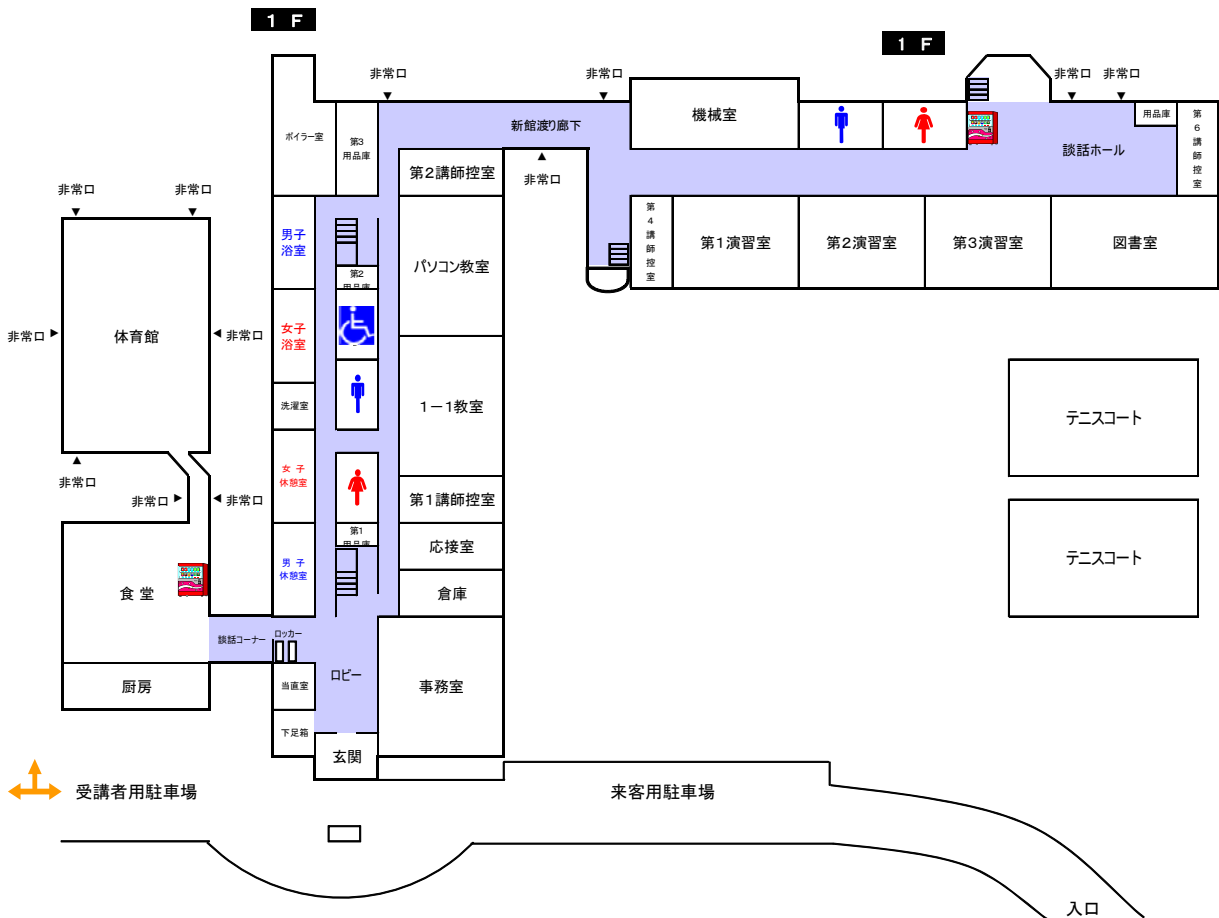 １ Ｆ
１ Ｆ
非常口
非常口
非常口
非常口
機械室
用品庫
第
６
講
師
控
室
ボイラー室
第3
用品庫
新館渡り廊下
談話ホール
第２講師控室
非常口
非常口
非常口
男子
浴室
第
４
講
師
控
室
第１演習室
第２演習室
第３演習室
図書室
パソコン教室
第2
用品庫
非常口
体育館
非常口
女子
浴室
洗濯室
１－１教室
テニスコート
非常口
非常口
非常口
女 子
休憩室
第１講師控室
第1
用品庫
応接室
男 子
休憩室
テニスコート
食 堂
倉庫
談話コーナー
ロッカー
厨房
当直室
ロビー
事務室
下足箱
玄関
受講者用駐車場
来客用駐車場
入口